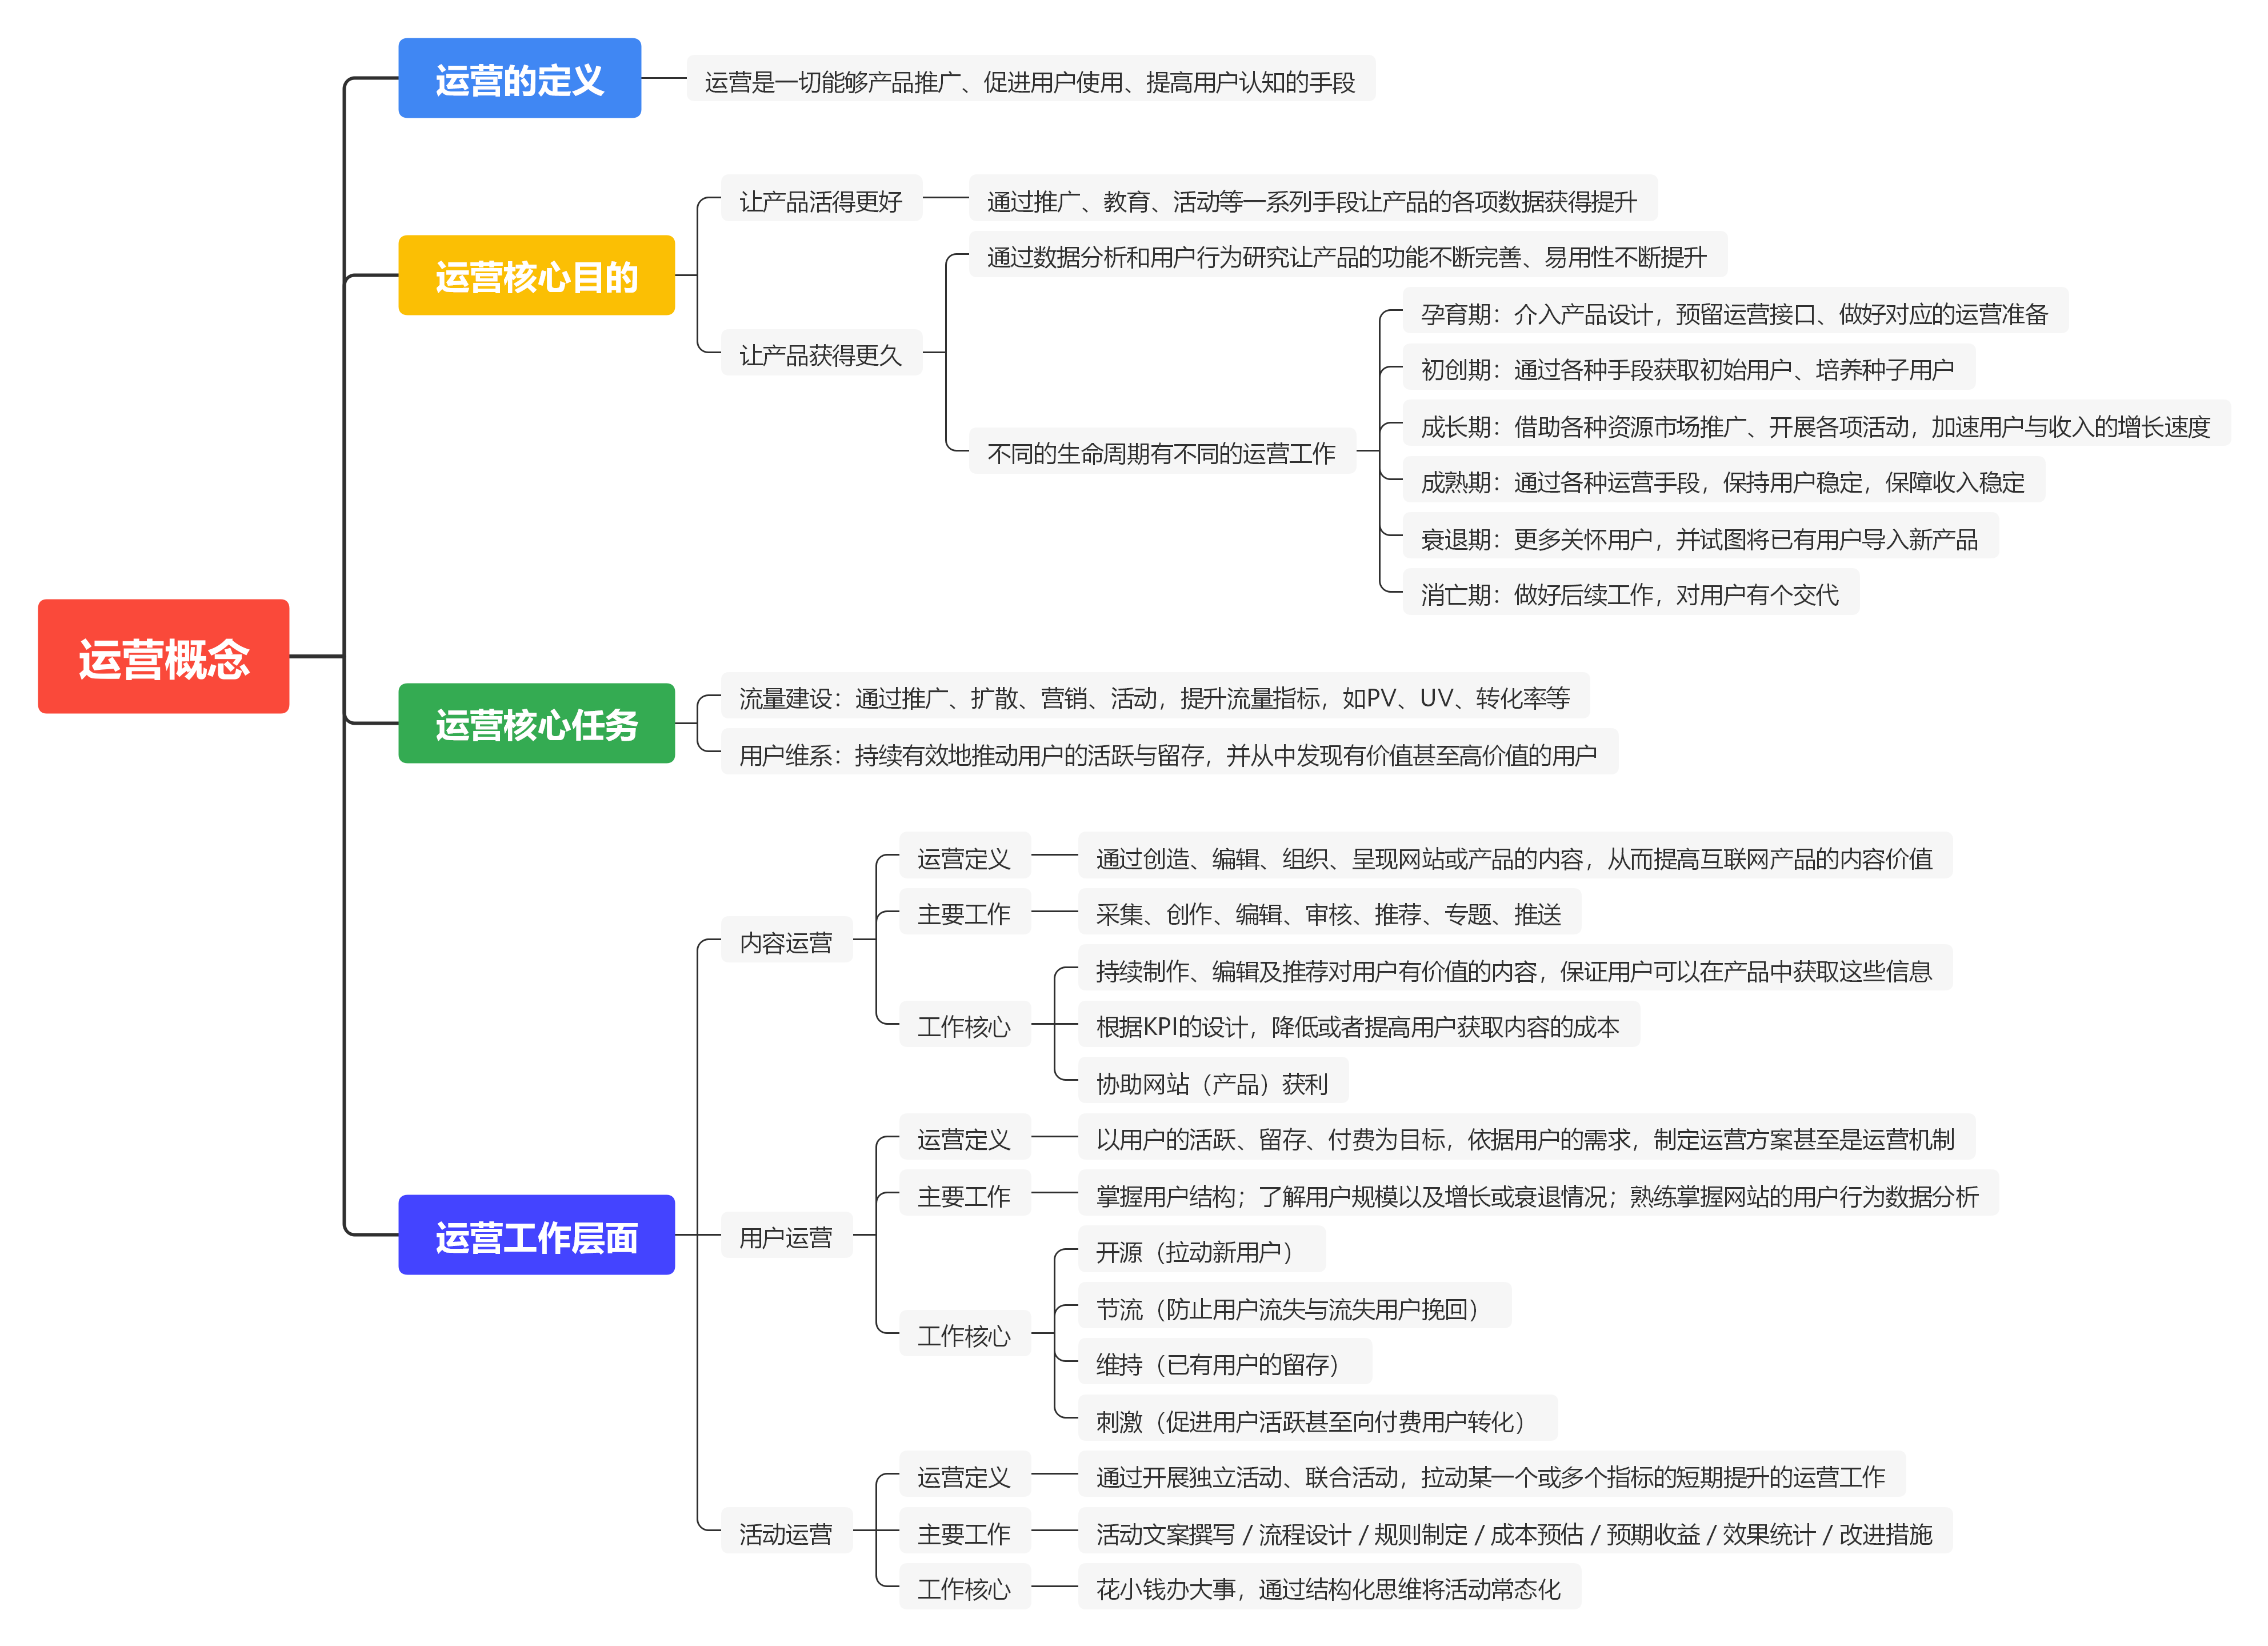 运营概念
运营的定义
运营是一切能够产品推广、促进用户使用、提高用户认知的手段
运营核心目的
让产品活得更好
通过推广、教育、活动等一系列手段让产品的各项数据获得提升
让产品获得更久
通过数据分析和用户行为研究让产品的功能不断完善、易用性不断提升
不同的生命周期有不同的运营工作
孕育期：介入产品设计，预留运营接口、做好对应的运营准备
初创期：通过各种手段获取初始用户、培养种子用户
成长期：借助各种资源市场推广、开展各项活动，加速用户与收入的增长速度
成熟期：通过各种运营手段，保持用户稳定，保障收入稳定
衰退期：更多关怀用户，并试图将已有用户导入新产品
消亡期：做好后续工作，对用户有个交代
运营核心任务
流量建设：通过推广、扩散、营销、活动，提升流量指标，如PV、UV、转化率等
用户维系：持续有效地推动用户的活跃与留存，并从中发现有价值甚至高价值的用户
运营工作层面
内容运营
运营定义
通过创造、编辑、组织、呈现网站或产品的内容，从而提高互联网产品的内容价值
主要工作
采集、创作、编辑、审核、推荐、专题、推送
工作核心
持续制作、编辑及推荐对用户有价值的内容，保证用户可以在产品中获取这些信息
根据KPI的设计，降低或者提高用户获取内容的成本
协助网站（产品）获利
用户运营
运营定义
以用户的活跃、留存、付费为目标，依据用户的需求，制定运营方案甚至是运营机制
主要工作
掌握用户结构；了解用户规模以及增长或衰退情况；熟练掌握网站的用户行为数据分析
工作核心
开源（拉动新用户）
节流（防止用户流失与流失用户挽回）
维持（已有用户的留存）
刺激（促进用户活跃甚至向付费用户转化）
活动运营
运营定义
通过开展独立活动、联合活动，拉动某一个或多个指标的短期提升的运营工作
主要工作
活动文案撰写 / 流程设计 / 规则制定 / 成本预估 / 预期收益 / 效果统计 / 改进措施
工作核心
花小钱办大事，通过结构化思维将活动常态化